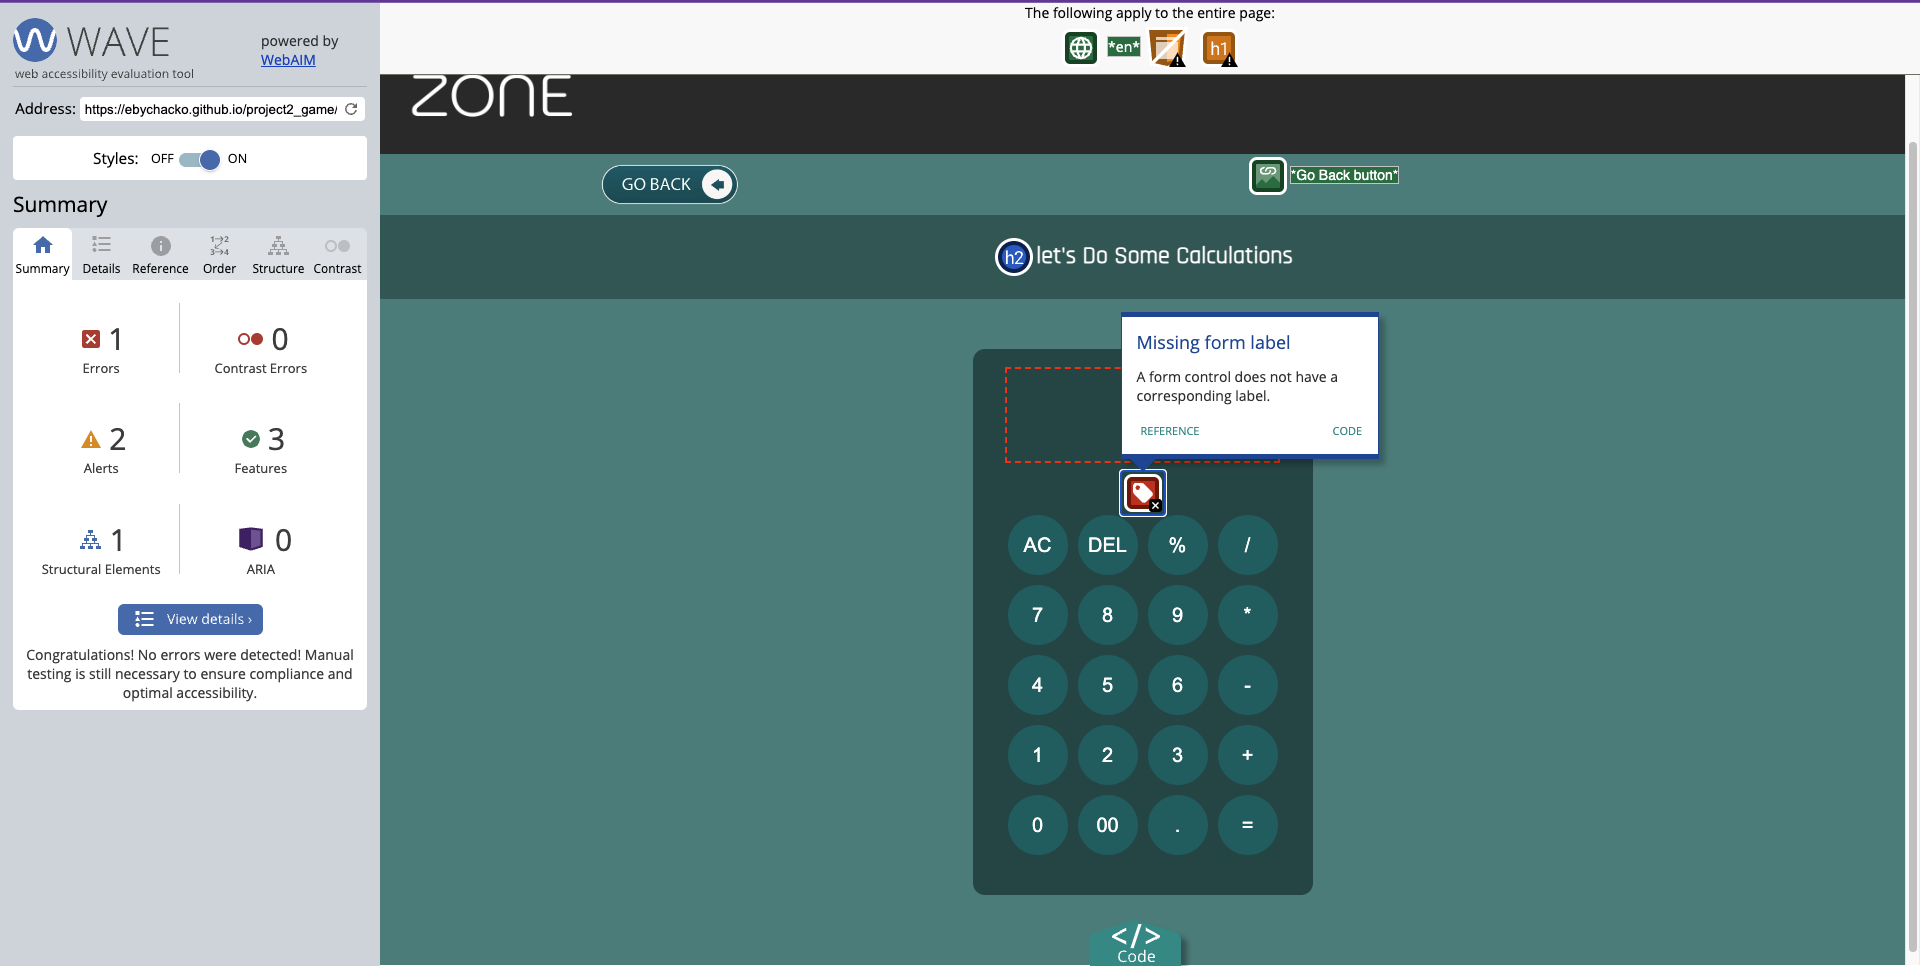 WAVE
web accessibility evaluation tool
powered by
WebAIM
Address: https://ebychacko.github.io/project2_game/
Styles: OFF ON
Summary
Summary Details Reference Order Structure Contrast
1
Errors
0
Contrast Errors
2
Alerts
3
Features
1
Structural Elements
0
ARIA
View details ›
Congratulations! No errors were detected! Manual
testing is still necessary to ensure compliance and
optimal accessibility.
The following apply to the entire page:
*en* h1
ZONE
GO BACK
*Go Back button*
h2 let's Do Some Calculations
Missing form label
A form control does not have a
corresponding label.
REFERENCE CODE
AC DEL % /
7 8 9 *
4 5 6 -
1 2 3 +
0 00 . =
</>
Code